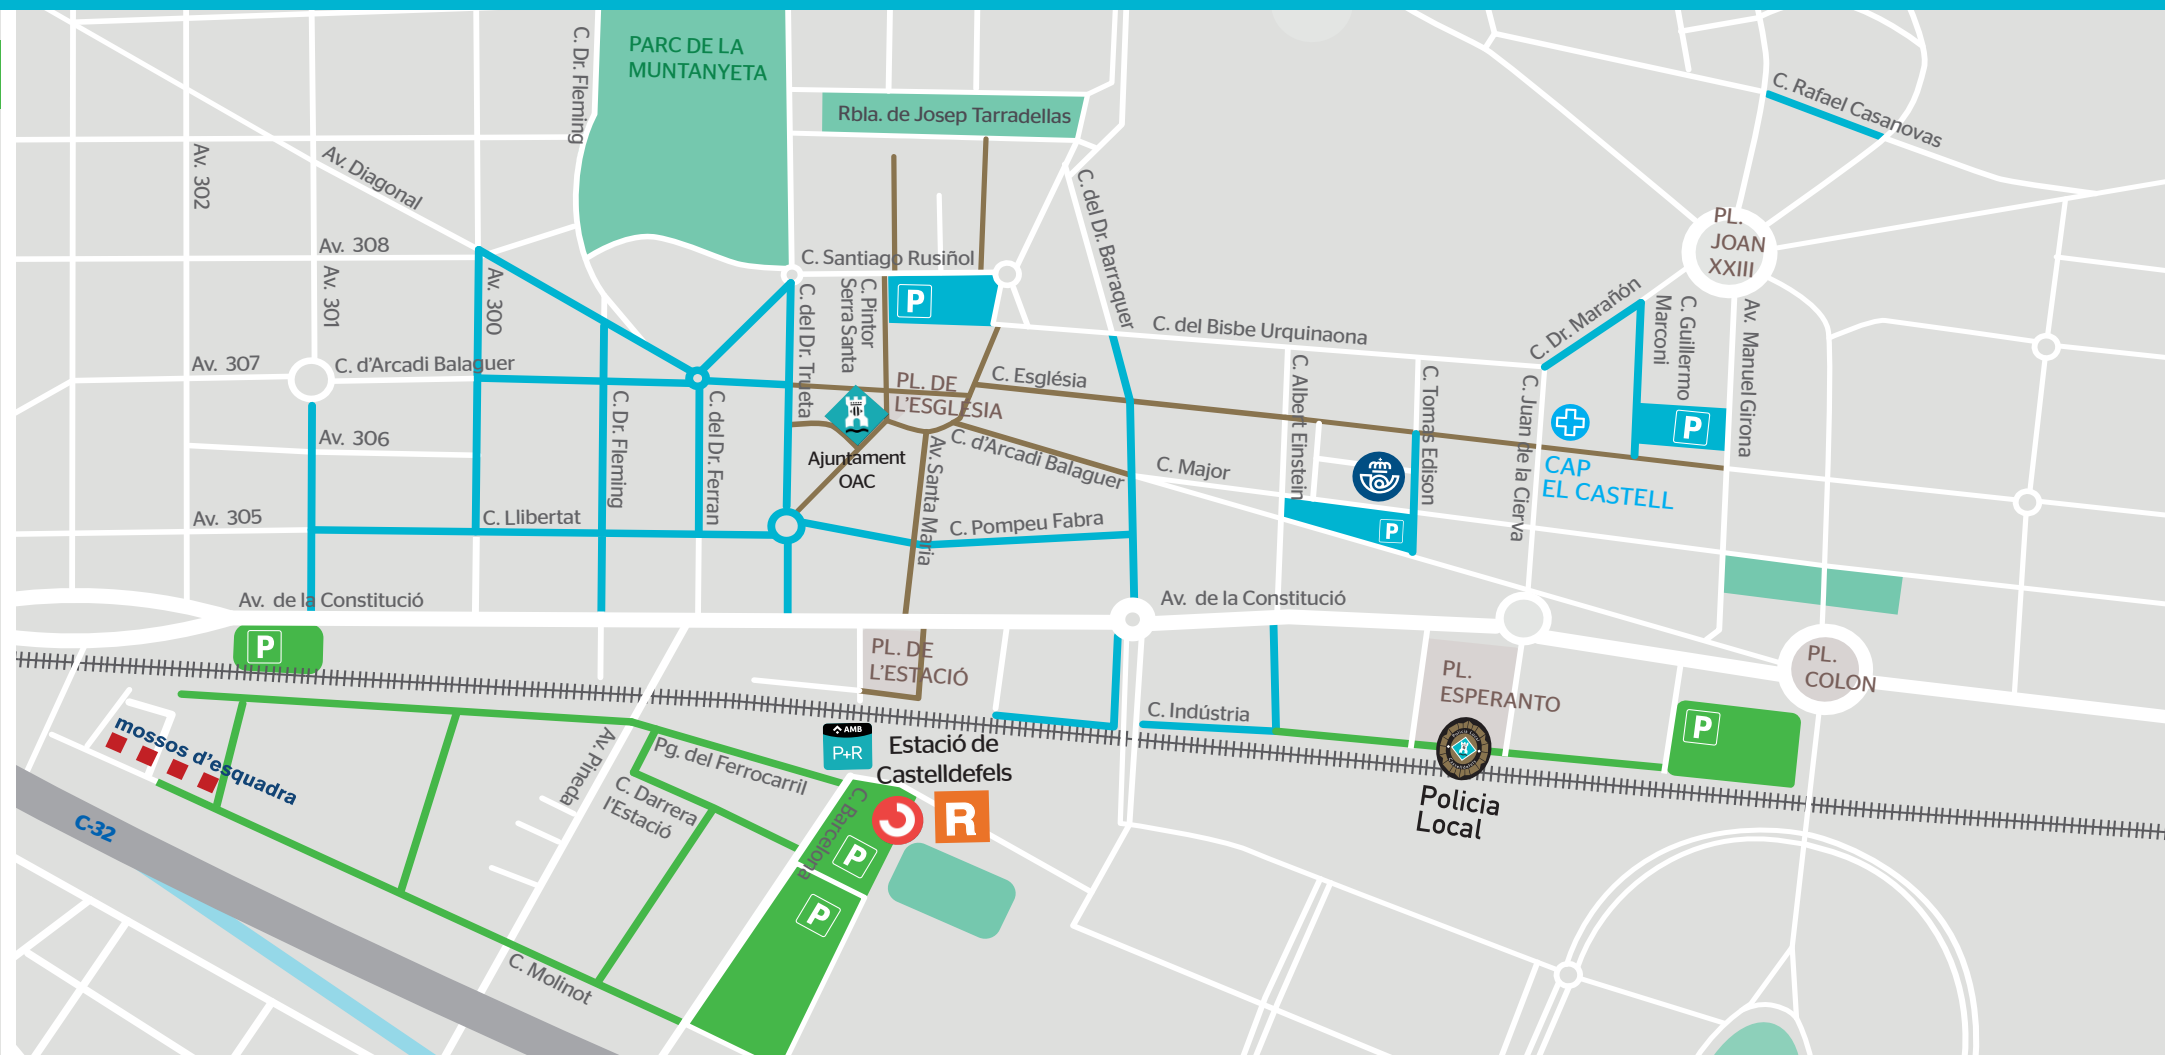 PARC DE LA
MUNTANYETA
C. Dr. Fleming
Rbla. de Josep Tarradellas
C. Rafael Casanovas
Av. 302
Av. Diagonal
C. del Dr. Barraquer
PL.
JOAN
XXIII
Av. 308
C. Santiago Rusiñol
Av. 301
Av. 300
C. del Dr. Trueta
C. Pintor
Serra Santa
P
C. del Bisbe Urquinaona
C. Dr. Marañón
C. Guillermo
Marconi
Av. Manuel Girona
Av. 307
C. d'Arcadi Balaguer
PL. DE
L'ESGLÉSIA
C. Església
C. Albert Einstein
C. Tomas Edison
C. Juan de la Cierva
P
C. Dr. Fleming
C. del Dr. Ferran
Av. 306
Ajuntament
OAC
Av. Santa Maria
C. d'Arcadi Balaguer
C. Major
CAP
EL CASTELL
Av. 305
C. Llibertat
C. Pompeu Fabra
P
Av. de la Constitució
Av. de la Constitució
P
PL. DE
L'ESTACIÓ
PL.
ESPERANTO
PL.
COLON
C. Indústria
P
mossos d'esquadra
Av. Pineda
Pg. del Ferrocarril
AMB
P+R
Estació de
Castelldefels
C. Darrera
l'Estació
C. Barcelona
R
Policia
Local
C-32
P
P
C. Molinot